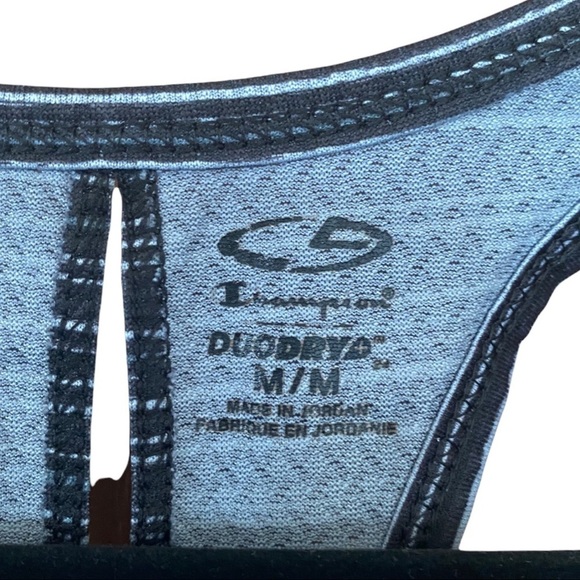 Champion®
DUODRY
M/M
MADE IN JORDAN
FABRIQUE EN JORDANIE